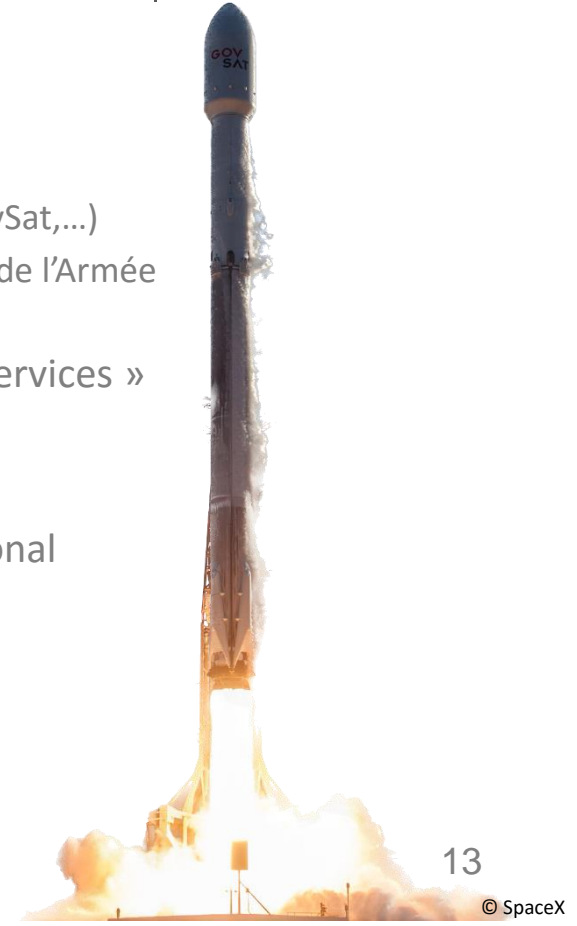 GOV
SAT
ySat,...)
de l'Armée
ervices »
onal
13
© SpaceX